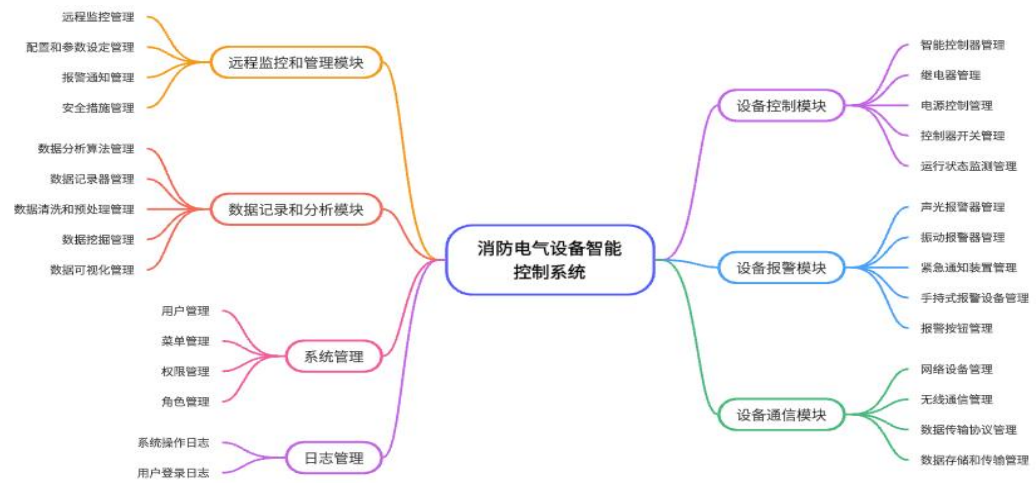 远程监控管理
配置和参数设定管理
报警通知管理
安全措施管理
远程监控和管理模块
数据分析算法管理
数据记录器管理
数据清洗和预处理管理
数据挖掘管理
数据可视化管理
数据记录和分析模块
用户管理
菜单管理
权限管理
角色管理
系统管理
系统操作日志
用户登录日志
日志管理
消防电气设备智能
控制系统
设备控制模块
智能控制器管理
继电器管理
电源控制管理
控制器开关管理
运行状态监测管理
设备报警模块
声光报警器管理
振动报警器管理
紧急通知装置管理
手持式报警设备管理
报警按钮管理
设备通信模块
网络设备管理
无线通信管理
数据传输协议管理
数据存储和传输管理